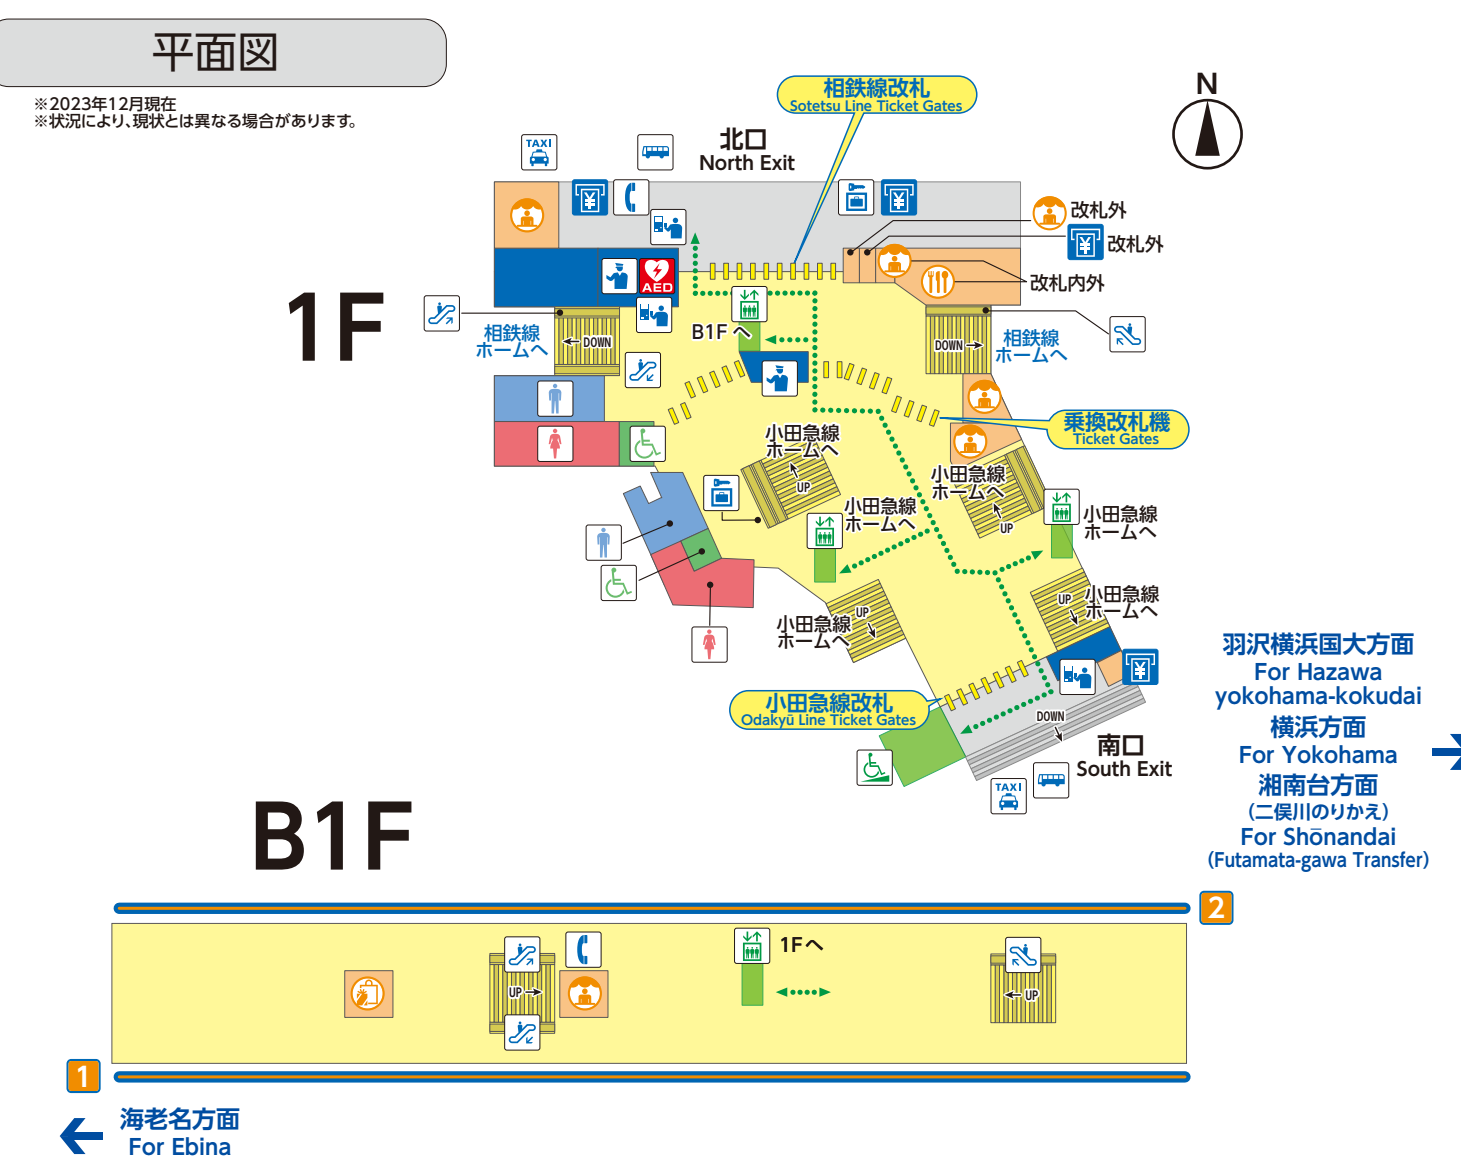 平面図
※2023年12月現在
※状況により、現状とは異なる場合があります。
相鉄線改札
Sotetsu Line Ticket Gates
N
北口
North Exit
TAXI
改札外
改札外
改札内外
AED
1F
相鉄線
ホームへ
DOWN
B1Fへ
DOWN
相鉄線
ホームへ
乗換改札機
Ticket Gates
小田急線
ホームへ
UP
小田急線
ホームへ
UP
小田急線
ホームへ
小田急線
ホームへ
小田急線
ホームへ
UP
UP
小田急線
ホームへ
小田急線改札
Odakyū Line Ticket Gates
DOWN
南口
South Exit
TAXI
羽沢横浜国大方面
For Hazawa
yokohama-kokudai
横浜方面
For Yokohama
湘南台方面
（二俣川のりかえ）
For Shōnandai
(Futamata-gawa Transfer)
B1F
2
1Fへ
UP
UP
1
海老名方面
For Ebina